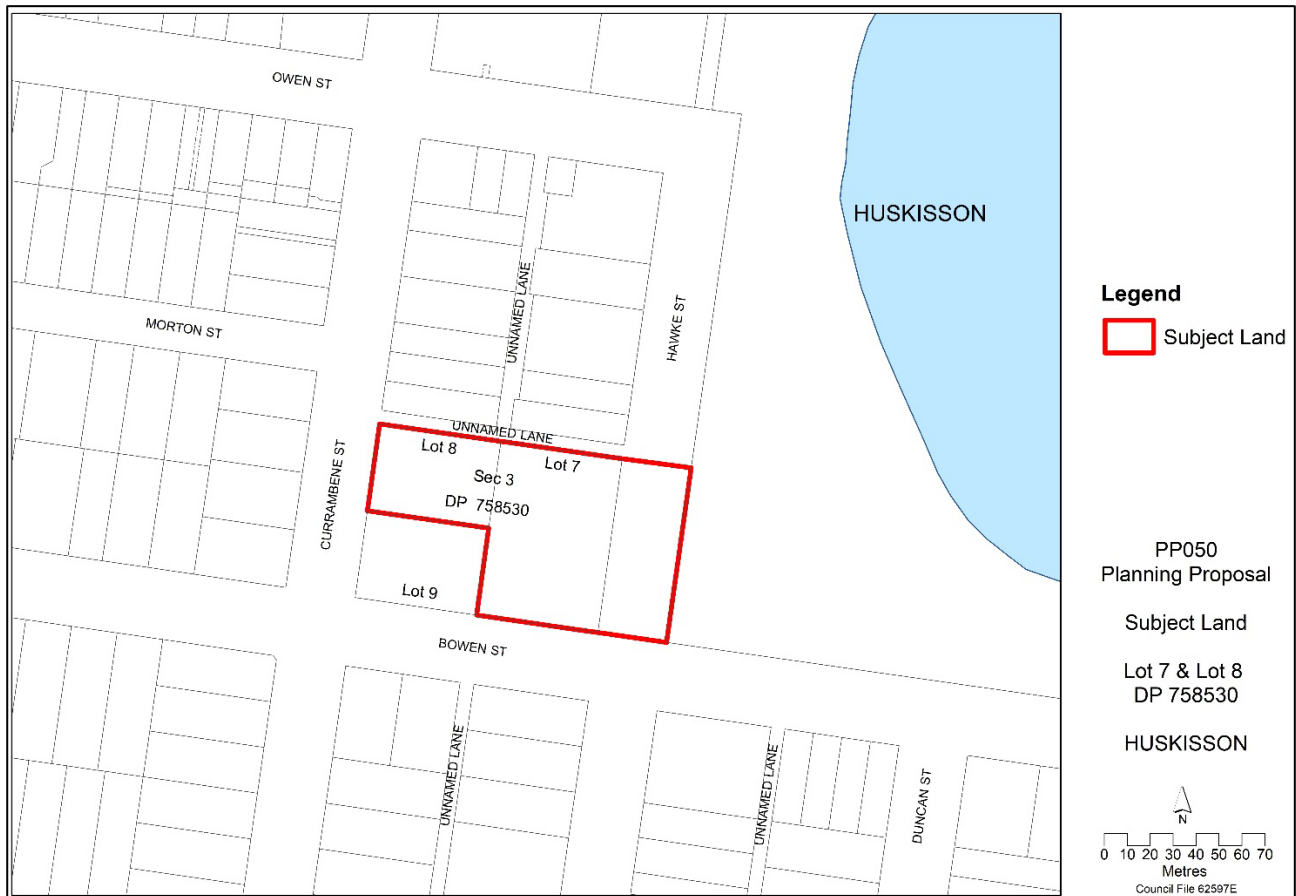 OWEN ST
MORTON ST
UNNAMED LANE
HAWKE ST
HUSKISSON
UNNAMED LANE
Lot 8
Lot 7
Sec 3
DP 758530
CURRAMBENE ST
Lot 9
BOWEN ST
UNNAMED LANE
UNNAMED LANE
DUNCAN ST
Legend
Subject Land
PP050
Planning Proposal
Subject Land
Lot 7 & Lot 8
DP 758530
HUSKISSON
N
0 10 20 30 40 50 60 70
Metres
Council File 62597E